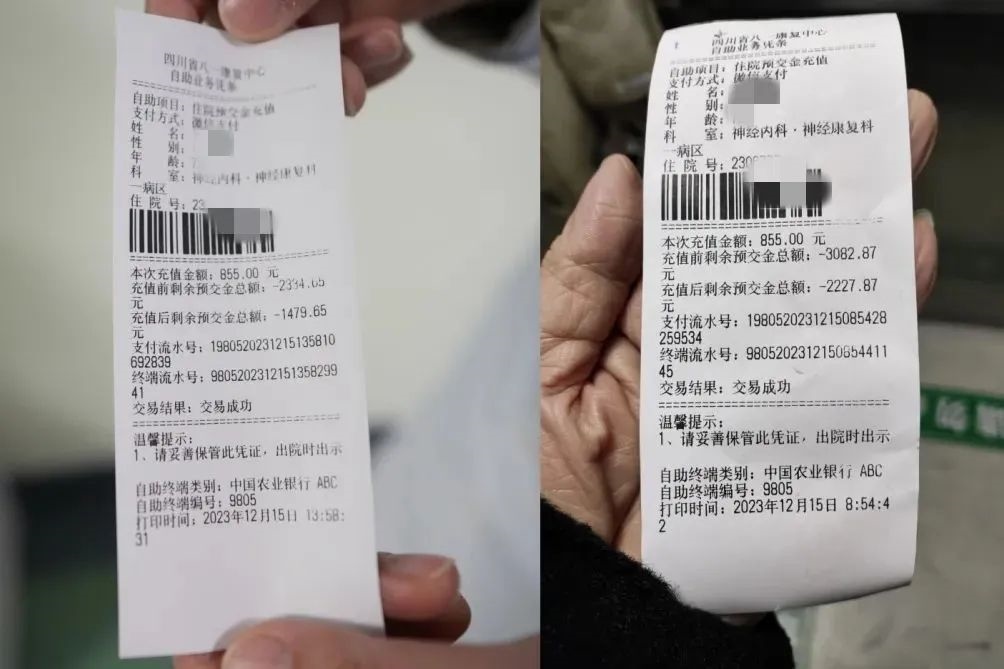 四川省八一康复中心
自助业务凭条
自助项目：住院预交金充值
支付方式：微信支付
姓 名：
性 别：
年 龄：7
科 室：神经内科·神经康复科
一病区
住 院 号：23
本次充值金额：855.00 元
充值前剩余预交金总额：-2334.65
元
充值后剩余预交金总额：-1479.65
元
支付流水号：1980520231215135810
692839
终端流水号：98052023121513582​99
41
交易结果：交易成功
温馨提示：
1、请妥善保管此凭证，出院时出示
自助终端类别：中国农业银行 ABC
自助终端编号：9805
打印时间：2023年12月15日 13:58:
31
四川省八一康复中心
自助业务凭条
自助项目：住院预交金充值
支付方式：微信支付
姓 名：
性 别：
年 龄：
科 室：神经内科·神经康复科
一病区
住 院 号：230
本次充值金额：855.00 元
充值前剩余预交金总额：-3082.87
元
充值后剩余预交金总额：-2227.87
元
支付流水号：1980520231215085428
259534
终端流水号：9805202312150854411
45
交易结果：交易成功
温馨提示：
1、请妥善保管此凭证，出院时出示
自助终端类别：中国农业银行 ABC
自助终端编号：9805
打印时间：2023年12月15日 8:54:4
2